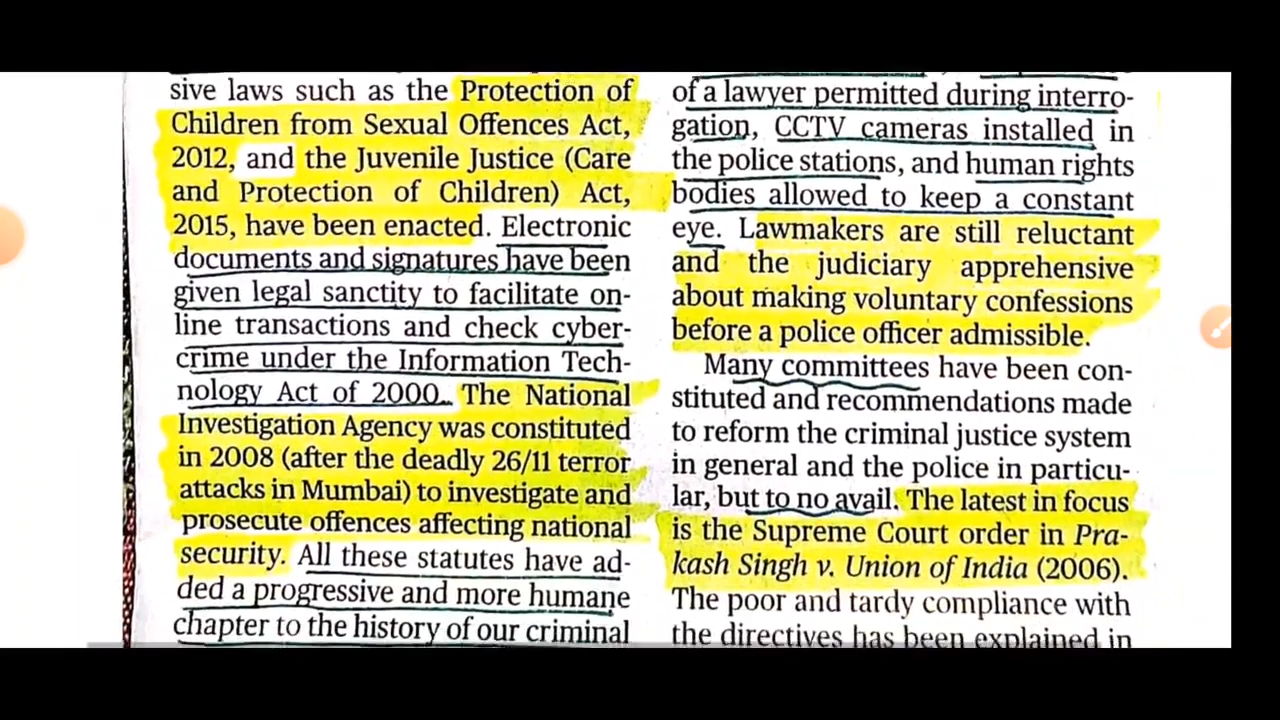 sive laws such as the Protection of
Children from Sexual Offences Act,
2012, and the Juvenile Justice (Care
and Protection of Children) Act,
2015, have been enacted. Electronic
documents and signatures have been
given legal sanctity to facilitate on-
line transactions and check cyber-
crime under the Information Tech-
nology Act of 2000. The National
Investigation Agency was constituted
in 2008 (after the deadly 26/11 terror
attacks in Mumbai) to investigate and
prosecute offences affecting national
security. All these statutes have ad-
ded a progressive and more humane
chapter to the history of our criminal
of a lawyer permitted during interro-
gation, CCTV cameras installed in
the police stations, and human rights
bodies allowed to keep a constant
eye. Lawmakers are still reluctant
and the judiciary apprehensive
about making voluntary confessions
before a police officer admissible.
Many committees have been con-
stituted and recommendations made
to reform the criminal justice system
in general and the police in particu-
lar, but to no avail. The latest in focus
is the Supreme Court order in Pra-
kash Singh v. Union of India (2006).
The poor and tardy compliance with
the directives has been explained in